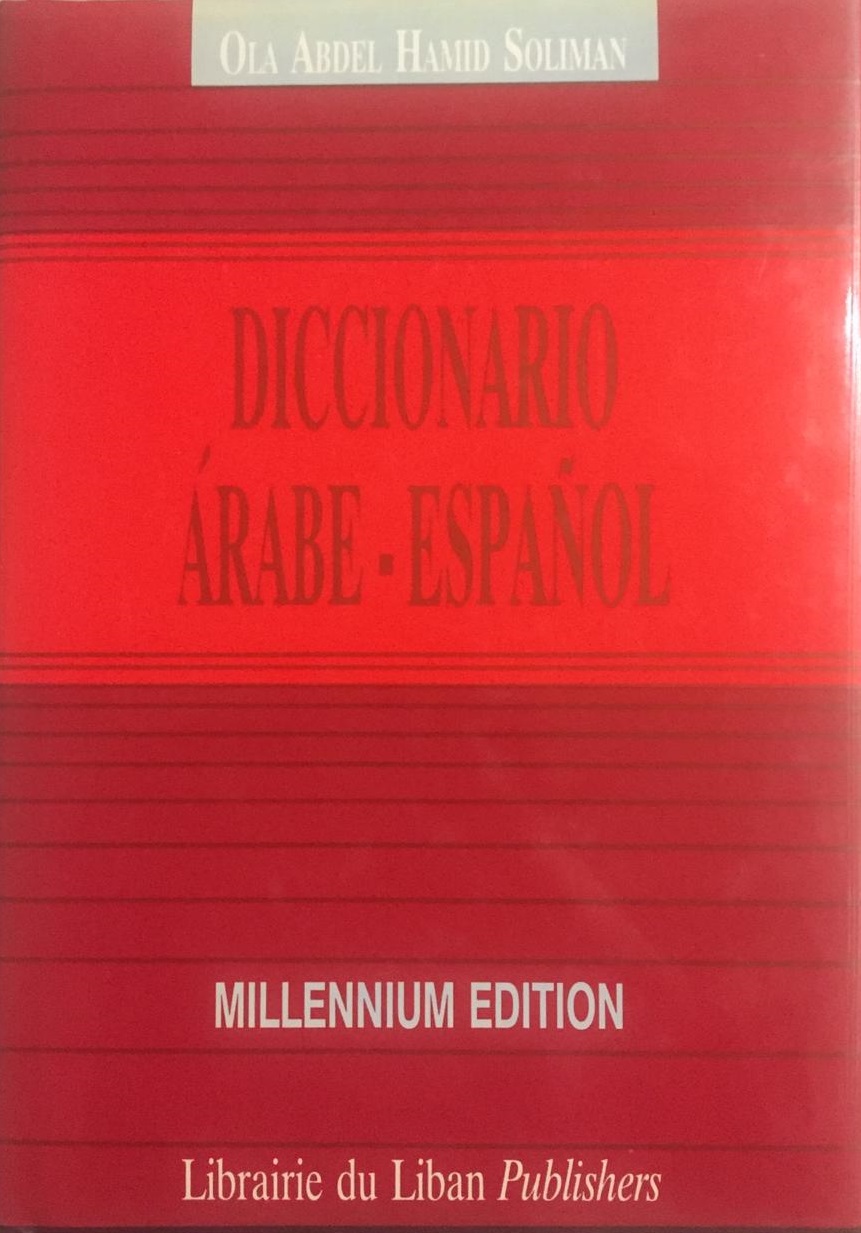 OLA ABDEL HAMID SOLIMAN
DICCIONARIO
ÁRABE - ESPAÑOL
MILLENNIUM EDITION
Librairie du Liban Publishers